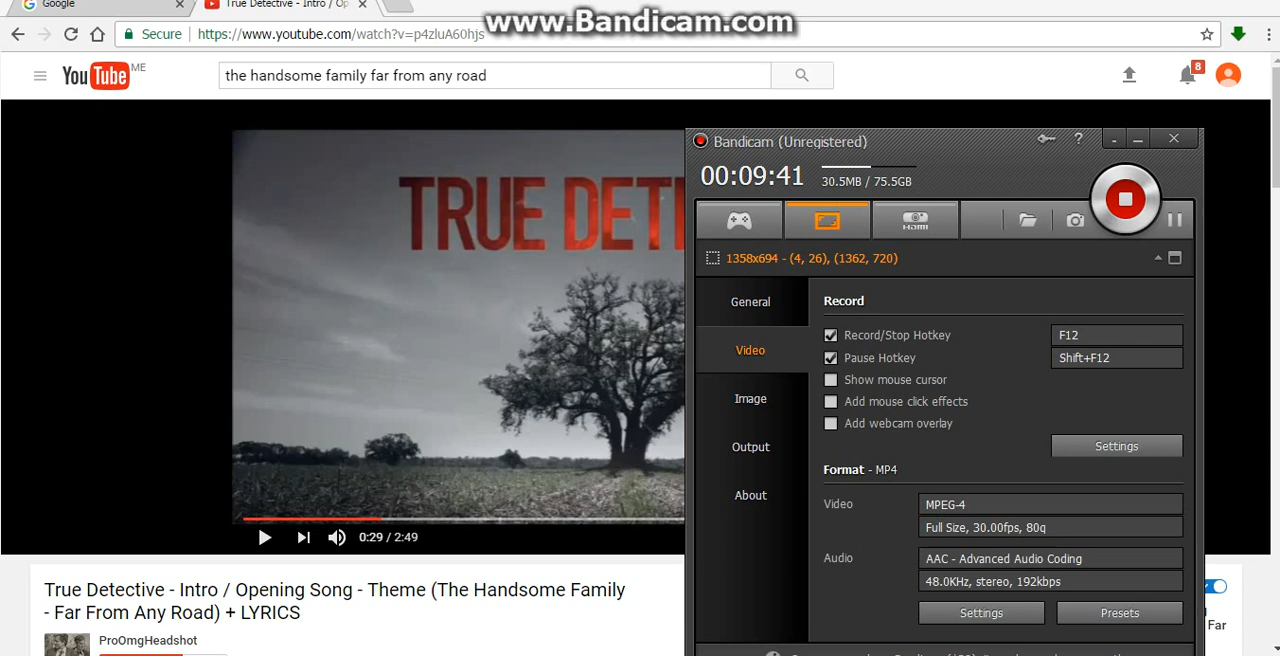 Google
True Detective - Intro / Op
www.Bandicam.com
Secure
https://www.youtube.com/watch?v=p4zluA60hjs
YouTube ME
the handsome family far from any road
8
TRUE DETE
Bandicam (Unregistered)
?
00:09:41
30.5MB / 75.5GB
HDMI
1358x694 - (4, 26), (1362, 720)
General
Video
Image
Output
About
Record
Record/Stop Hotkey
F12
Pause Hotkey
Shift+F12
Show mouse cursor
Add mouse click effects
Add webcam overlay
Settings
Format - MP4
Video
MPEG-4
Full Size, 30.00fps, 80q
Audio
AAC - Advanced Audio Coding
48.0KHz, stereo, 192kbps
Settings
Presets
0:29 / 2:49
True Detective - Intro / Opening Song - Theme (The Handsome Family
- Far From Any Road) + LYRICS
ProOmgHeadshot
Far